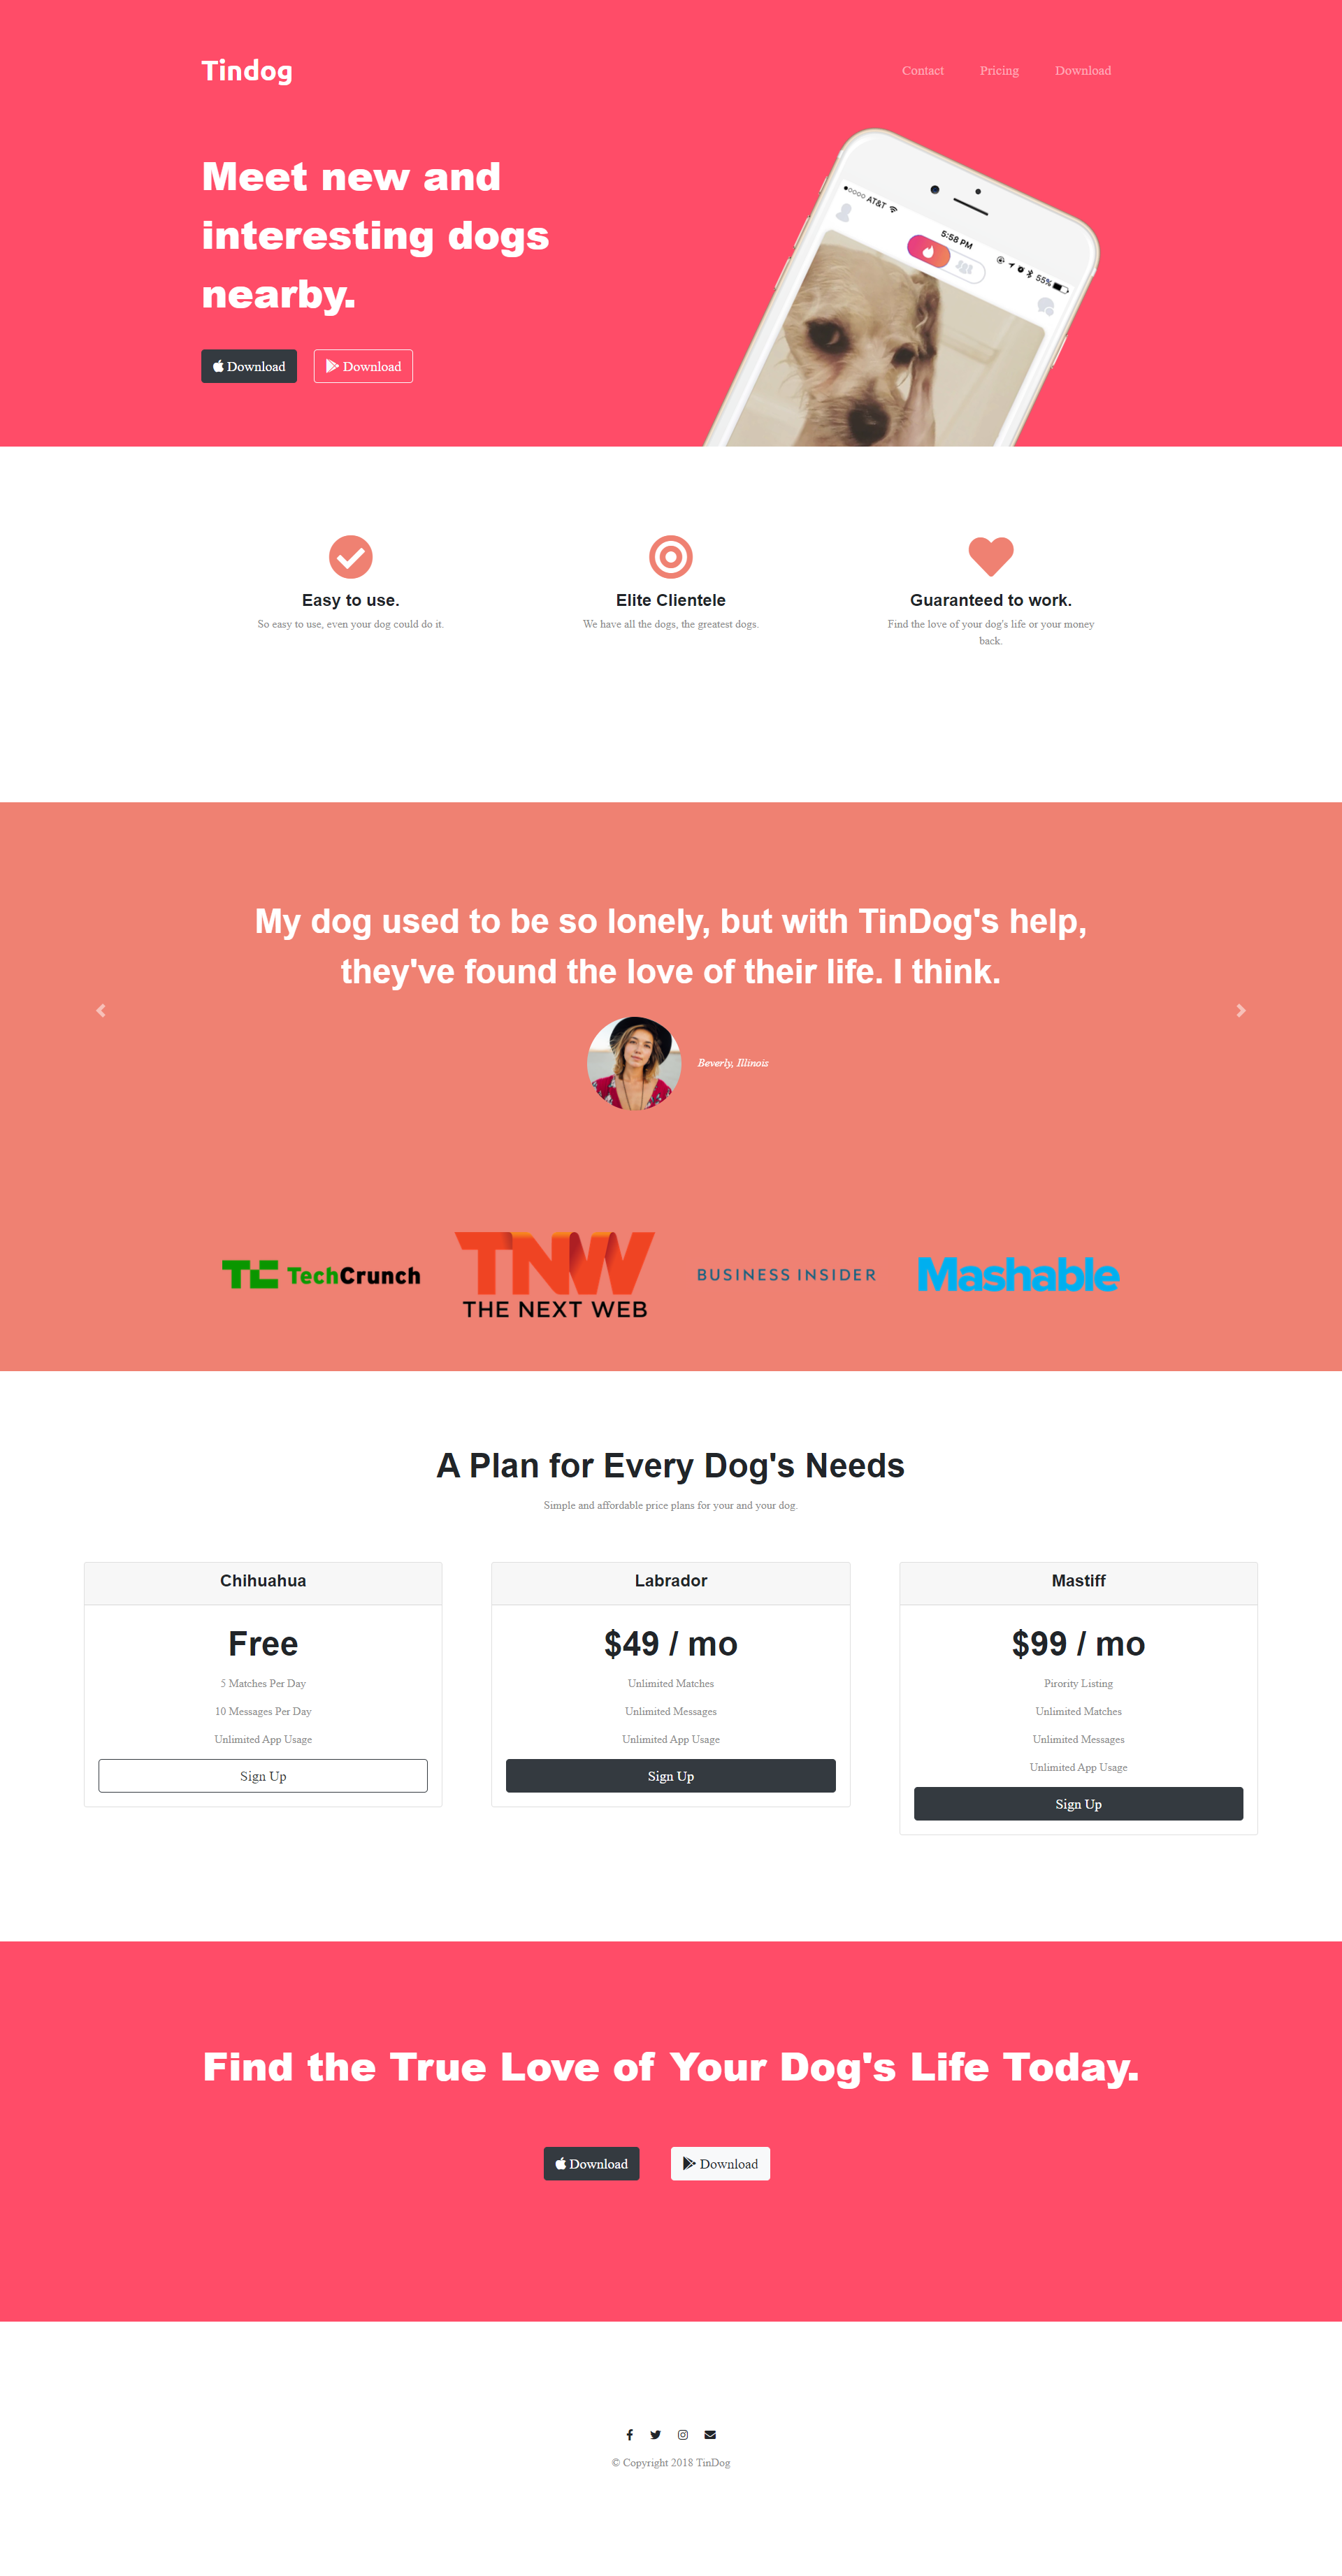 Tindog
Contact Pricing Download
Meet new and
interesting dogs
nearby.
Download Download
AT&T 5:58 PM 55%
Easy to use.
So easy to use, even your dog could do it.
Elite Clientele
We have all the dogs, the greatest dogs.
Guaranteed to work.
Find the love of your dog's life or your money
back.
My dog used to be so lonely, but with TinDog's help,
they've found the love of their life. I think.
Beverly, Illinois
TC TechCrunch
TNW
THE NEXT WEB
BUSINESS INSIDER
Mashable
A Plan for Every Dog's Needs
Simple and affordable price plans for your and your dog.
Chihuahua
Free
5 Matches Per Day
10 Messages Per Day
Unlimited App Usage
Sign Up
Labrador
$49 / mo
Unlimited Matches
Unlimited Messages
Unlimited App Usage
Sign Up
Mastiff
$99 / mo
Pirority Listing
Unlimited Matches
Unlimited Messages
Unlimited App Usage
Sign Up
Find the True Love of Your Dog's Life Today.
Download Download
© Copyright 2018 TinDog